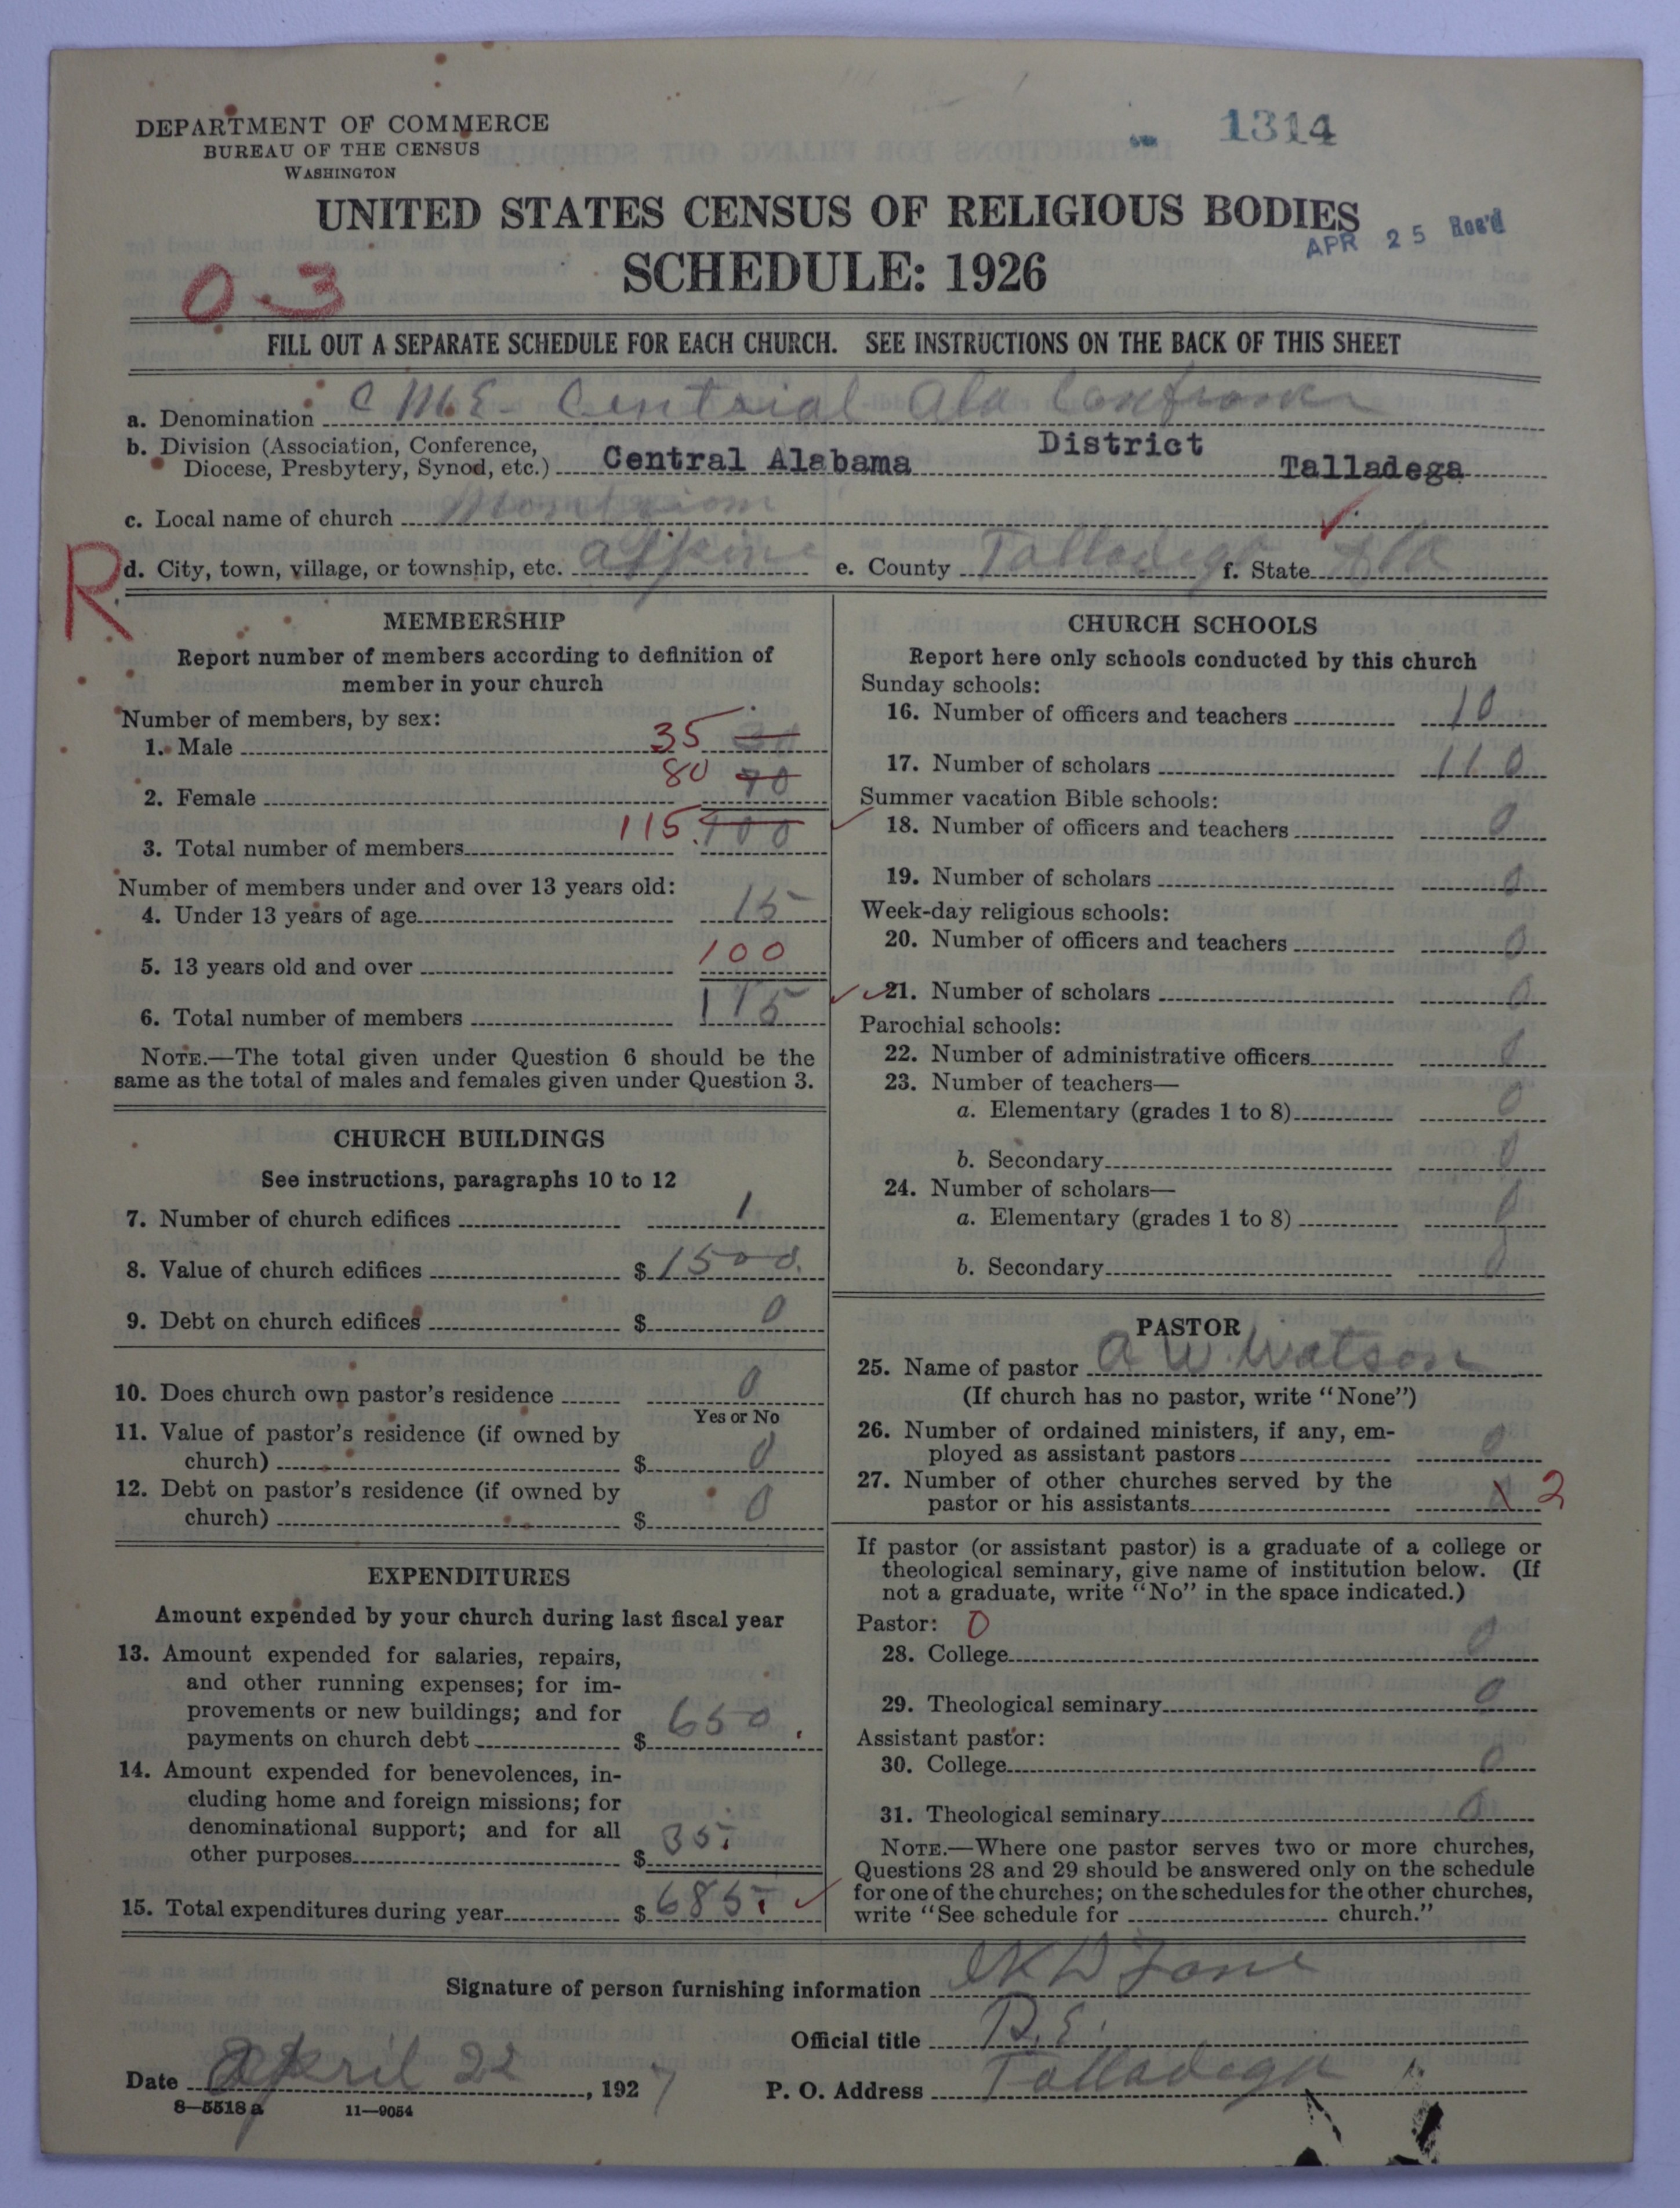 1314
DEPARTMENT OF COMMERCE
BUREAU OF THE CENSUS
WASHINGTON
UNITED STATES CENSUS OF RELIGIOUS BODIES
APR 25 Rec'd
SCHEDULE: 1926
0-3
FILL OUT A SEPARATE SCHEDULE FOR EACH CHURCH. SEE INSTRUCTIONS ON THE BACK OF THIS SHEET
a. Denomination C M.E. Centrial Ala
b. Division (Association, Conference, District
Diocese, Presbytery, Synod, etc.) Central Alabama Talladega
c. Local name of church
R
d. City, town, village, or township, etc. e. County Talladega f. State Ala
MEMBERSHIP
Report number of members according to definition of
member in your church
Number of members, by sex:
1. Male 35 30
2. Female 80 70
3. Total number of members 115 100
Number of members under and over 13 years old:
4. Under 13 years of age 15
5. 13 years old and over 100
6. Total number of members 115
NOTE.—The total given under Question 6 should be the
same as the total of males and females given under Question 3.
CHURCH BUILDINGS
See instructions, paragraphs 10 to 12
7. Number of church edifices 1
8. Value of church edifices $ 1500.
9. Debt on church edifices $ 0
10. Does church own pastor's residence 0
Yes or No
11. Value of pastor's residence (if owned by
church) $ 0
12. Debt on pastor's residence (if owned by
church) $ 0
EXPENDITURES
Amount expended by your church during last fiscal year
13. Amount expended for salaries, repairs,
and other running expenses; for im-
provements or new buildings; and for
payments on church debt $ 650.
14. Amount expended for benevolences, in-
cluding home and foreign missions; for
denominational support; and for all
other purposes $ 35.
15. Total expenditures during year $ 685.
CHURCH SCHOOLS
Report here only schools conducted by this church
Sunday schools:
16. Number of officers and teachers 10
17. Number of scholars 110
Summer vacation Bible schools:
18. Number of officers and teachers 0
19. Number of scholars 0
Week-day religious schools:
20. Number of officers and teachers 0
21. Number of scholars 0
Parochial schools:
22. Number of administrative officers 0
23. Number of teachers—
a. Elementary (grades 1 to 8) 0
b. Secondary 0
24. Number of scholars—
a. Elementary (grades 1 to 8) 0
b. Secondary 0
PASTOR
25. Name of pastor A W. Watson
(If church has no pastor, write "None")
26. Number of ordained ministers, if any, em-
ployed as assistant pastors 0
27. Number of other churches served by the
pastor or his assistants 2
If pastor (or assistant pastor) is a graduate of a college or
theological seminary, give name of institution below. (If
not a graduate, write "No" in the space indicated.)
Pastor: 0
28. College 0
29. Theological seminary 0
Assistant pastor:
30. College 0
31. Theological seminary 0
NOTE.—Where one pastor serves two or more churches,
Questions 28 and 29 should be answered only on the schedule
for one of the churches; on the schedules for the other churches,
write "See schedule for church."
Signature of person furnishing information
Official title P.E.
Date April 22, 1927
P. O. Address Talladega
8—5518a 11—9054